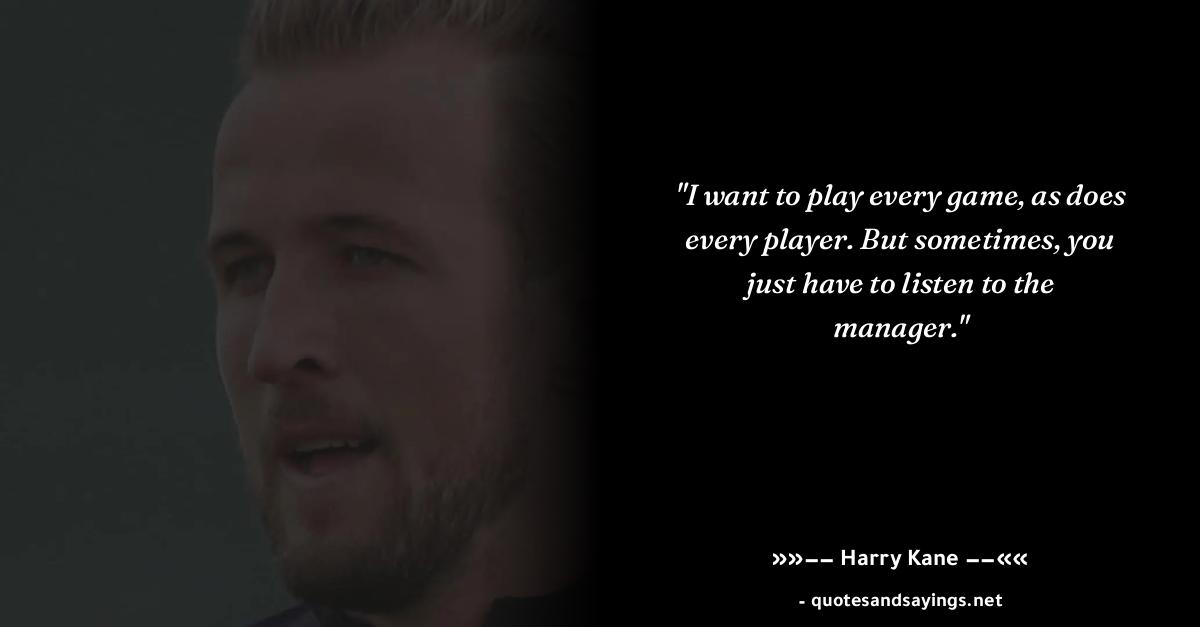 "I want to play every game, as does
every player. But sometimes, you
just have to listen to the
manager."
»»−− Harry Kane −−««
- quotesandsayings.net